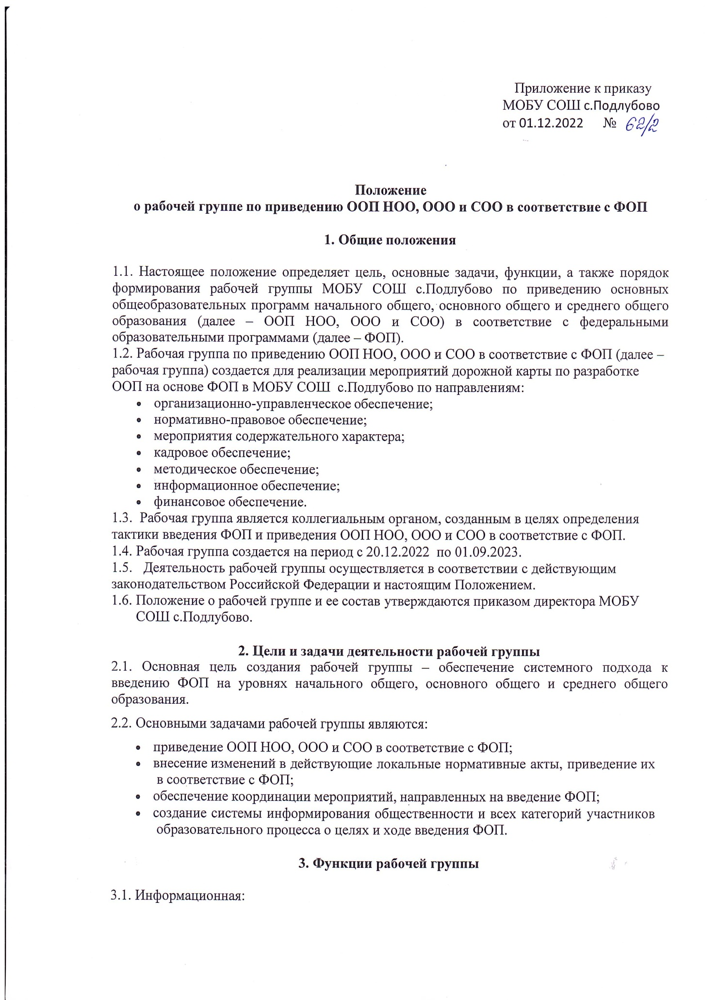 Приложение к приказу
МОБУ СОШ с.Подлубово
от 01.12.2022 № 62/2
Положение
о рабочей группе по приведению ООП НОО, ООО и СОО в соответствие с ФОП
1. Общие положения
1.1. Настоящее положение определяет цель, основные задачи, функции, а также порядок
формирования рабочей группы МОБУ СОШ с.Подлубово по приведению основных
общеобразовательных программ начального общего, основного общего и среднего общего
образования (далее – ООП НОО, ООО и СОО) в соответствие с федеральными
образовательными программами (далее – ФОП).
1.2. Рабочая группа по приведению ООП НОО, ООО и СОО в соответствие с ФОП (далее –
рабочая группа) создается для реализации мероприятий дорожной карты по разработке
ООП на основе ФОП в МОБУ СОШ с.Подлубово по направлениям:
• организационно-управленческое обеспечение;
• нормативно-правовое обеспечение;
• мероприятия содержательного характера;
• кадровое обеспечение;
• методическое обеспечение;
• информационное обеспечение;
• финансовое обеспечение.
1.3. Рабочая группа является коллегиальным органом, созданным в целях определения
тактики введения ФОП и приведения ООП НОО, ООО и СОО в соответствие с ФОП.
1.4. Рабочая группа создается на период с 20.12.2022 по 01.09.2023.
1.5. Деятельность рабочей группы осуществляется в соответствии с действующим
законодательством Российской Федерации и настоящим Положением.
1.6. Положение о рабочей группе и ее состав утверждаются приказом директора МОБУ
СОШ с.Подлубово.
2. Цели и задачи деятельности рабочей группы
2.1. Основная цель создания рабочей группы – обеспечение системного подхода к
введению ФОП на уровнях начального общего, основного общего и среднего общего
образования.
2.2. Основными задачами рабочей группы являются:
• приведение ООП НОО, ООО и СОО в соответствие с ФОП;
• внесение изменений в действующие локальные нормативные акты, приведение их
в соответствие с ФОП;
• обеспечение координации мероприятий, направленных на введение ФОП;
• создание системы информирования общественности и всех категорий участников
образовательного процесса о целях и ходе введения ФОП.
3. Функции рабочей группы
3.1. Информационная: